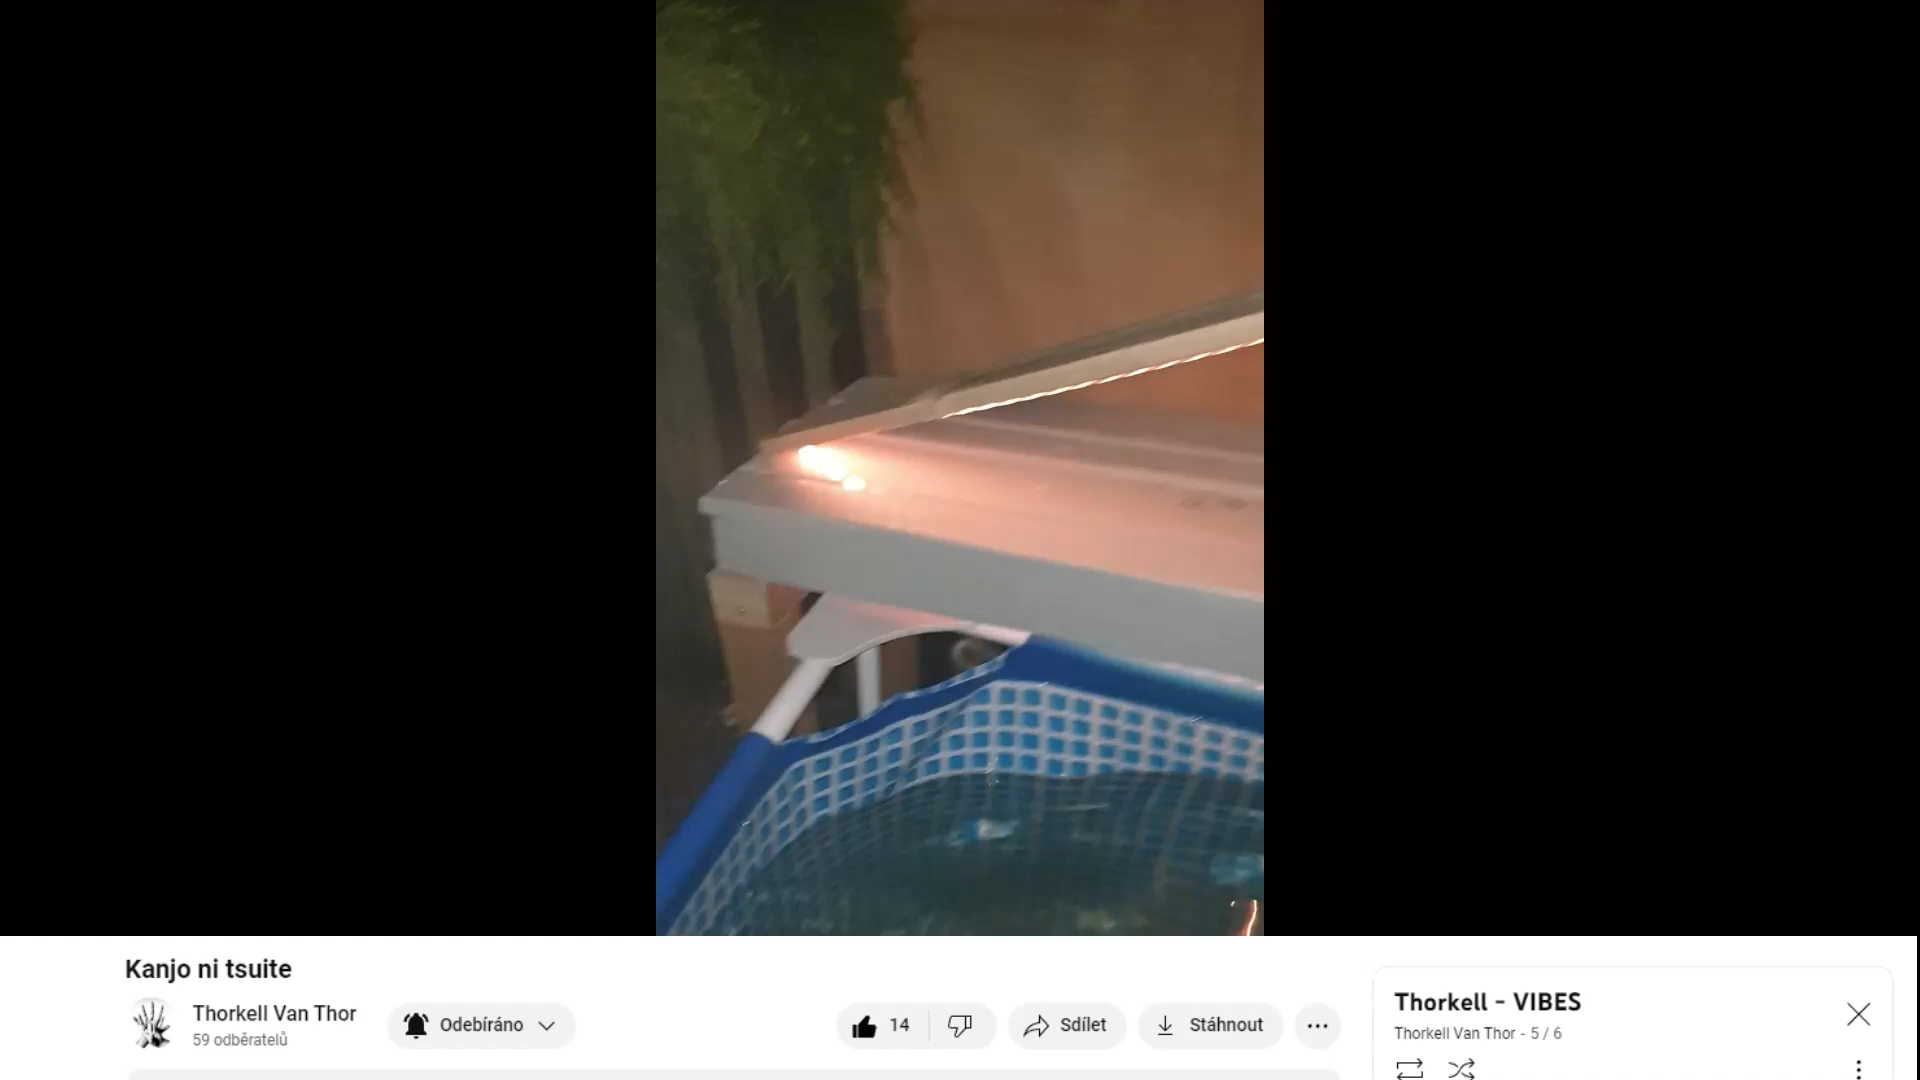 Kanjo ni tsuite
Thorkell Van Thor
59 odběratelů
Odebíráno
14
Sdílet
Stáhnout
Thorkell - VIBES
Thorkell Van Thor - 5 / 6